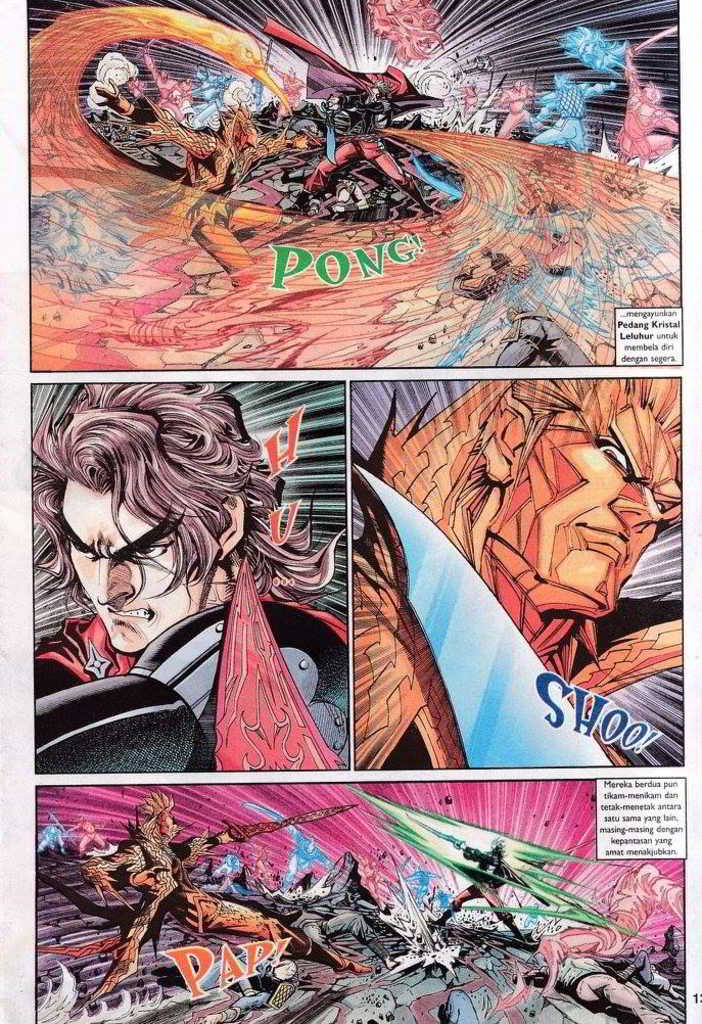 PONG!
...mengayunkan
Pedang Kristal
Leluhur untuk
membela diri
dengan segera.
H
U
...
SHOO!
Mereka berdua pun
tikam-menikam dan
tetak-menetak antara
satu sama yang lain,
masing-masing dengan
kepantasan yang
amat menakjubkan.
PAP!